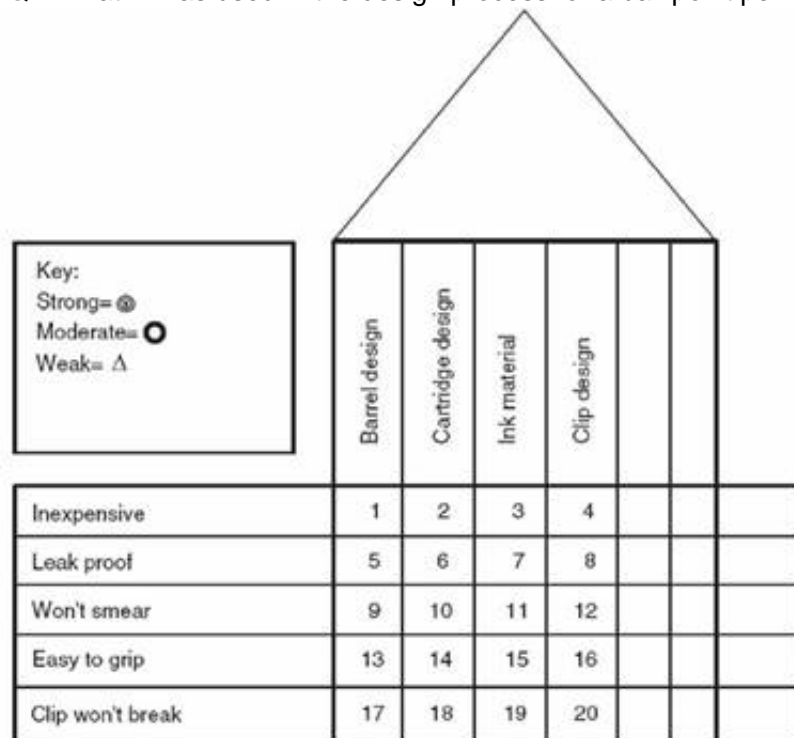 Key:
Strong= ◎
Moderate= O
Weak= Δ
Barrel design
Cartridge design
Ink material
Clip design
Inexpensive 1 2 3 4
Leak proof 5 6 7 8
Won't smear 9 10 11 12
Easy to grip 13 14 15 16
Clip won't break 17 18 19 20